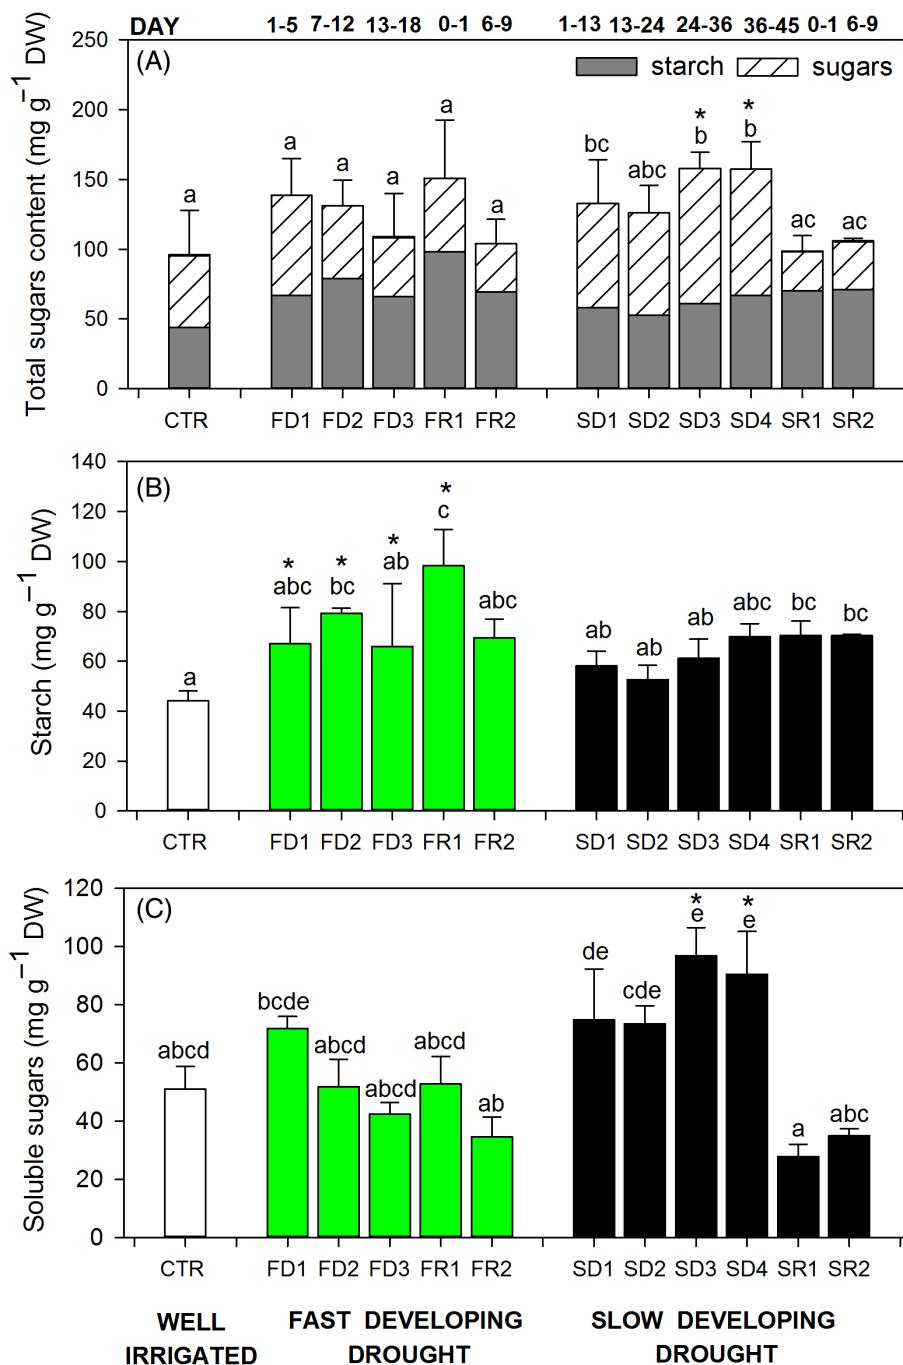 DAY 1-5 7-12 13-18 0-1 6-9 1-13 13-24 24-36 36-45 0-1 6-9
(A)
starch sugars
Total sugars content (mg g⁻¹ DW)
250
200
150
100
50
0
a a a a a a bc abc * b * b ac ac
CTR FD1 FD2 FD3 FR1 FR2 SD1 SD2 SD3 SD4 SR1 SR2
(B)
Starch (mg g⁻¹ DW)
140
120
100
80
60
40
20
0
a * abc * bc * ab * c abc ab ab ab abc bc bc
CTR FD1 FD2 FD3 FR1 FR2 SD1 SD2 SD3 SD4 SR1 SR2
(C)
Soluble sugars (mg g⁻¹ DW)
120
100
80
60
40
20
0
abcd bcde abcd abcd abcd ab de cde * e * e a abc
CTR FD1 FD2 FD3 FR1 FR2 SD1 SD2 SD3 SD4 SR1 SR2
WELL FAST DEVELOPING SLOW DEVELOPING
IRRIGATED DROUGHT DROUGHT